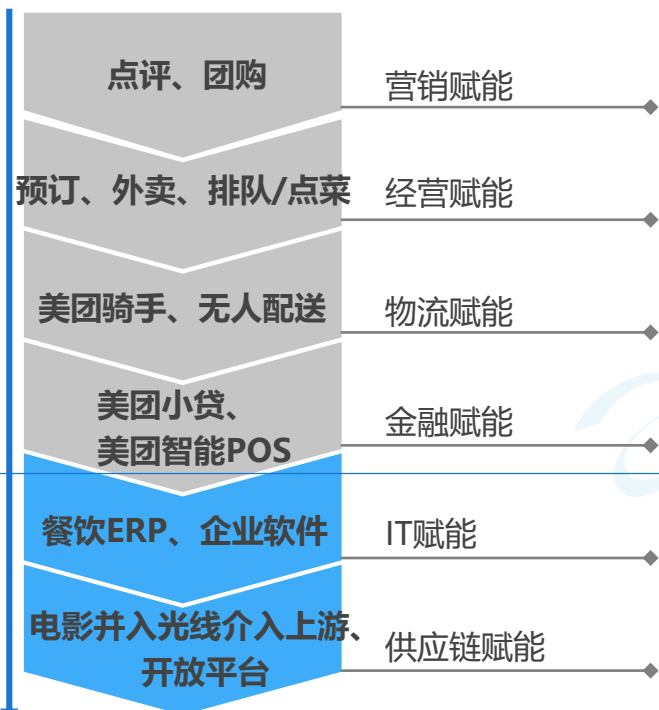 点评、团购
营销赋能
预订、外卖、排队/点菜
经营赋能
美团骑手、无人配送
物流赋能
美团小贷、
美团智能POS
金融赋能
餐饮ERP、企业软件
IT赋能
电影并入光线介入上游、
开放平台
供应链赋能